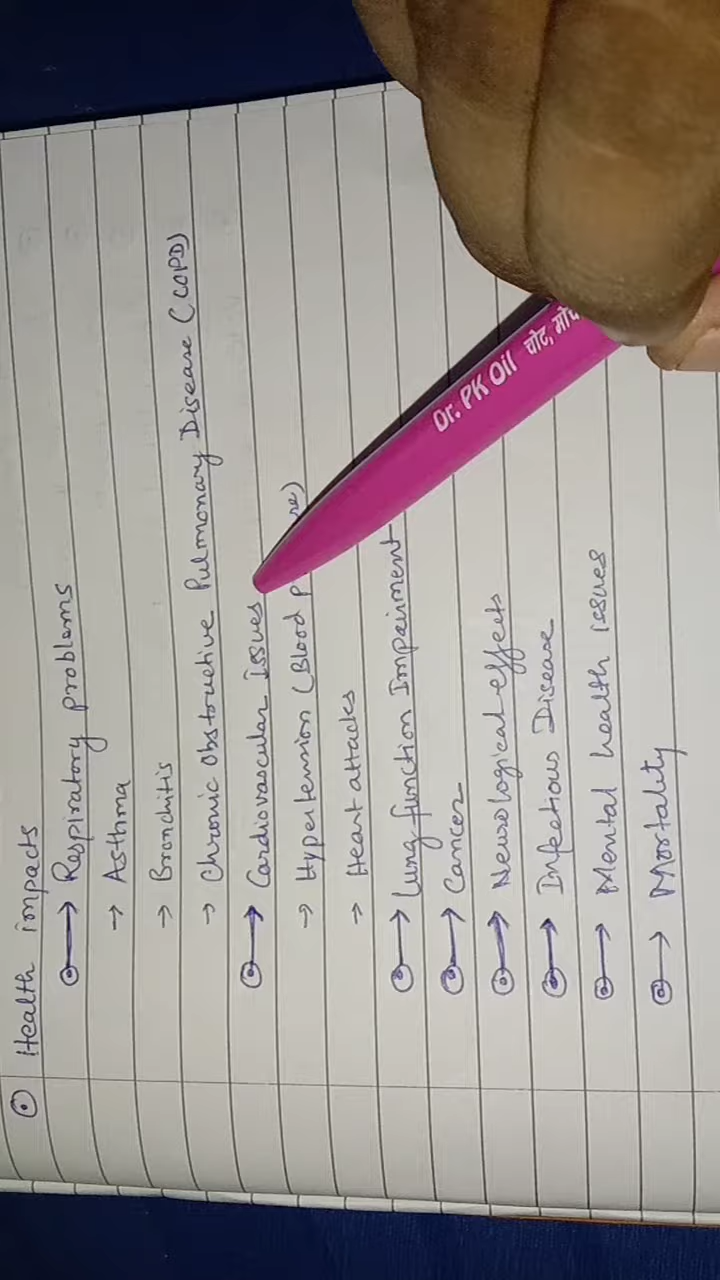 Health impacts
Respiratory problems
→ Asthma
→ Bronchitis
→ Chronic Obstructive Pulmonary Disease (COPD)
Cardiovascular Issues
→ Hypertension (Blood p re)
→ Heart attacks
Lung function Impairment
Cancer
Neurological effects
Infectious Disease
Mental health issues
Mortality
Dr. PK Oil चोट, मोच